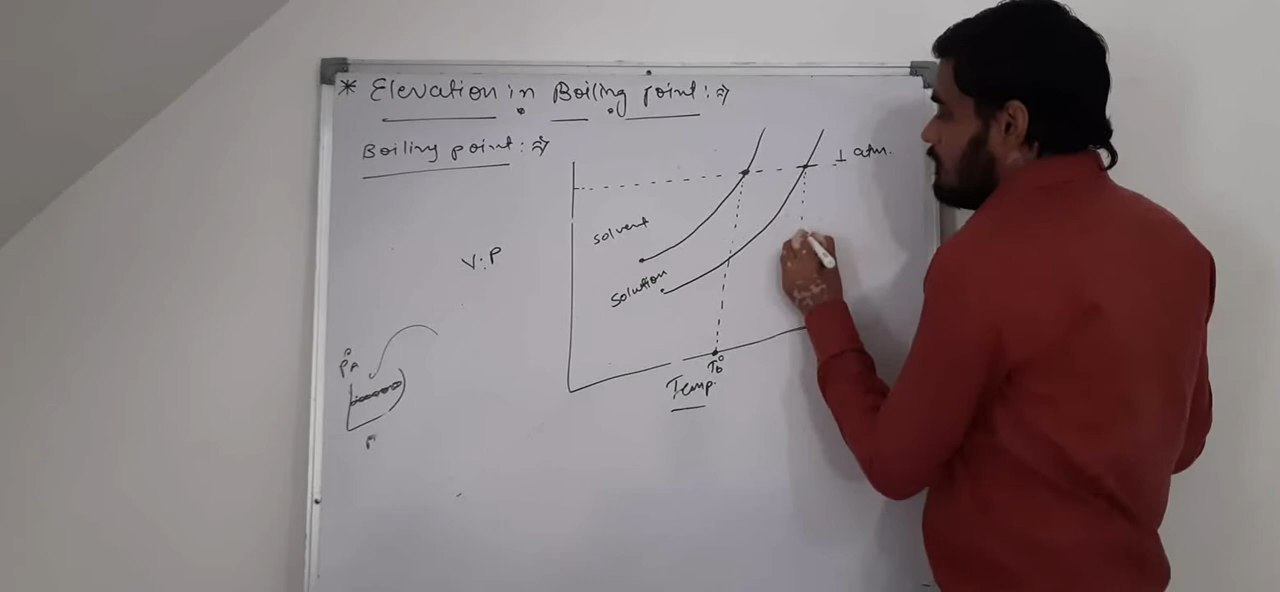 * Elevation in Boiling point :⇒
Boiling point :⇒
1 atm.
solvent
V.P
solution
P°A
Tb°
Temp.